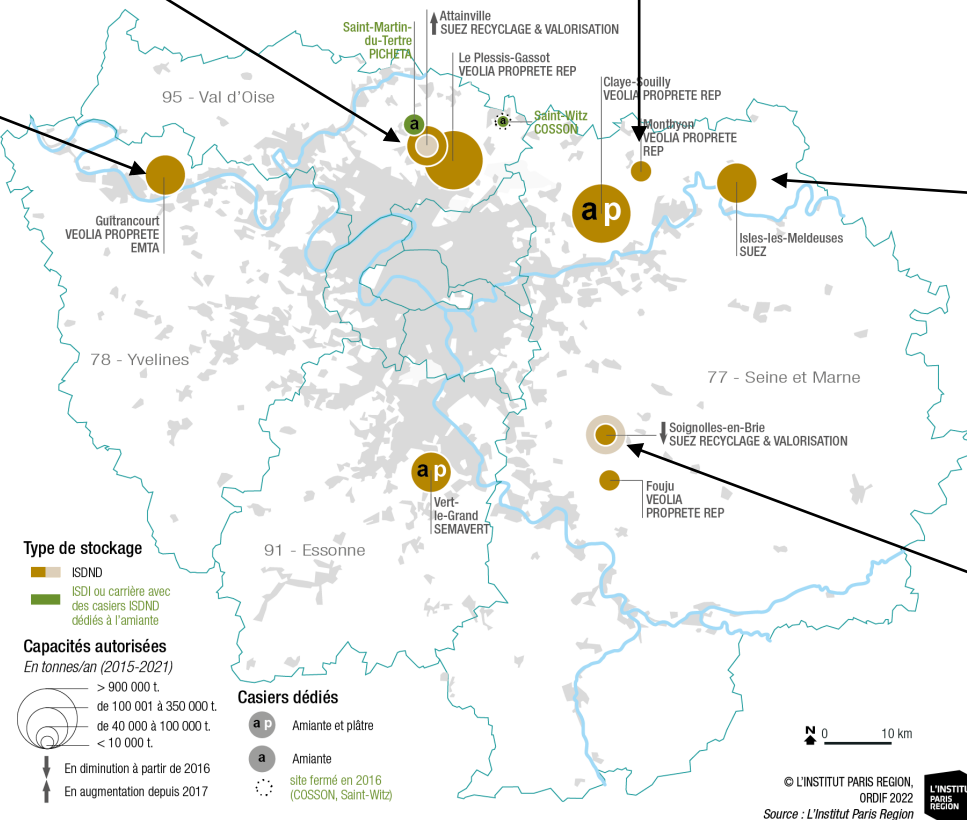 Attainville
SUEZ RECYCLAGE & VALORISATION
Saint-Martin-
du-Tertre
PICHETA
Le Plessis-Gassot
VEOLIA PROPRETE REP
95 - Val d'Oise
a
a
Saint-Witz
COSSON
Claye-Souilly
VEOLIA PROPRETE REP
Monthyon
VEOLIA PROPRETE
REP
a p
Guitrancourt
VEOLIA PROPRETE
EMTA
Isles-les-Meldeuses
SUEZ
78 - Yvelines
77 - Seine et Marne
Soignolles-en-Brie
SUEZ RECYCLAGE & VALORISATION
a p
Vert-
le-Grand
SEMAVERT
Fouju
VEOLIA
PROPRETE REP
91 - Essonne
Type de stockage
ISDND
ISDI ou carrière avec
des casiers ISDND
dédiés à l'amiante
Capacités autorisées
En tonnes/an (2015-2021)
> 900 000 t.
de 100 001 à 350 000 t.
de 40 000 à 100 000 t.
< 10 000 t.
En diminution à partir de 2016
En augmentation depuis 2017
Casiers dédiés
a p Amiante et plâtre
a Amiante
site fermé en 2016
(COSSON, Saint-Witz)
N 0 10 km
© L'INSTITUT PARIS REGION,
ORDIF 2022
Source : L'Institut Paris Region
L'INSTITU
PARIS
REGION